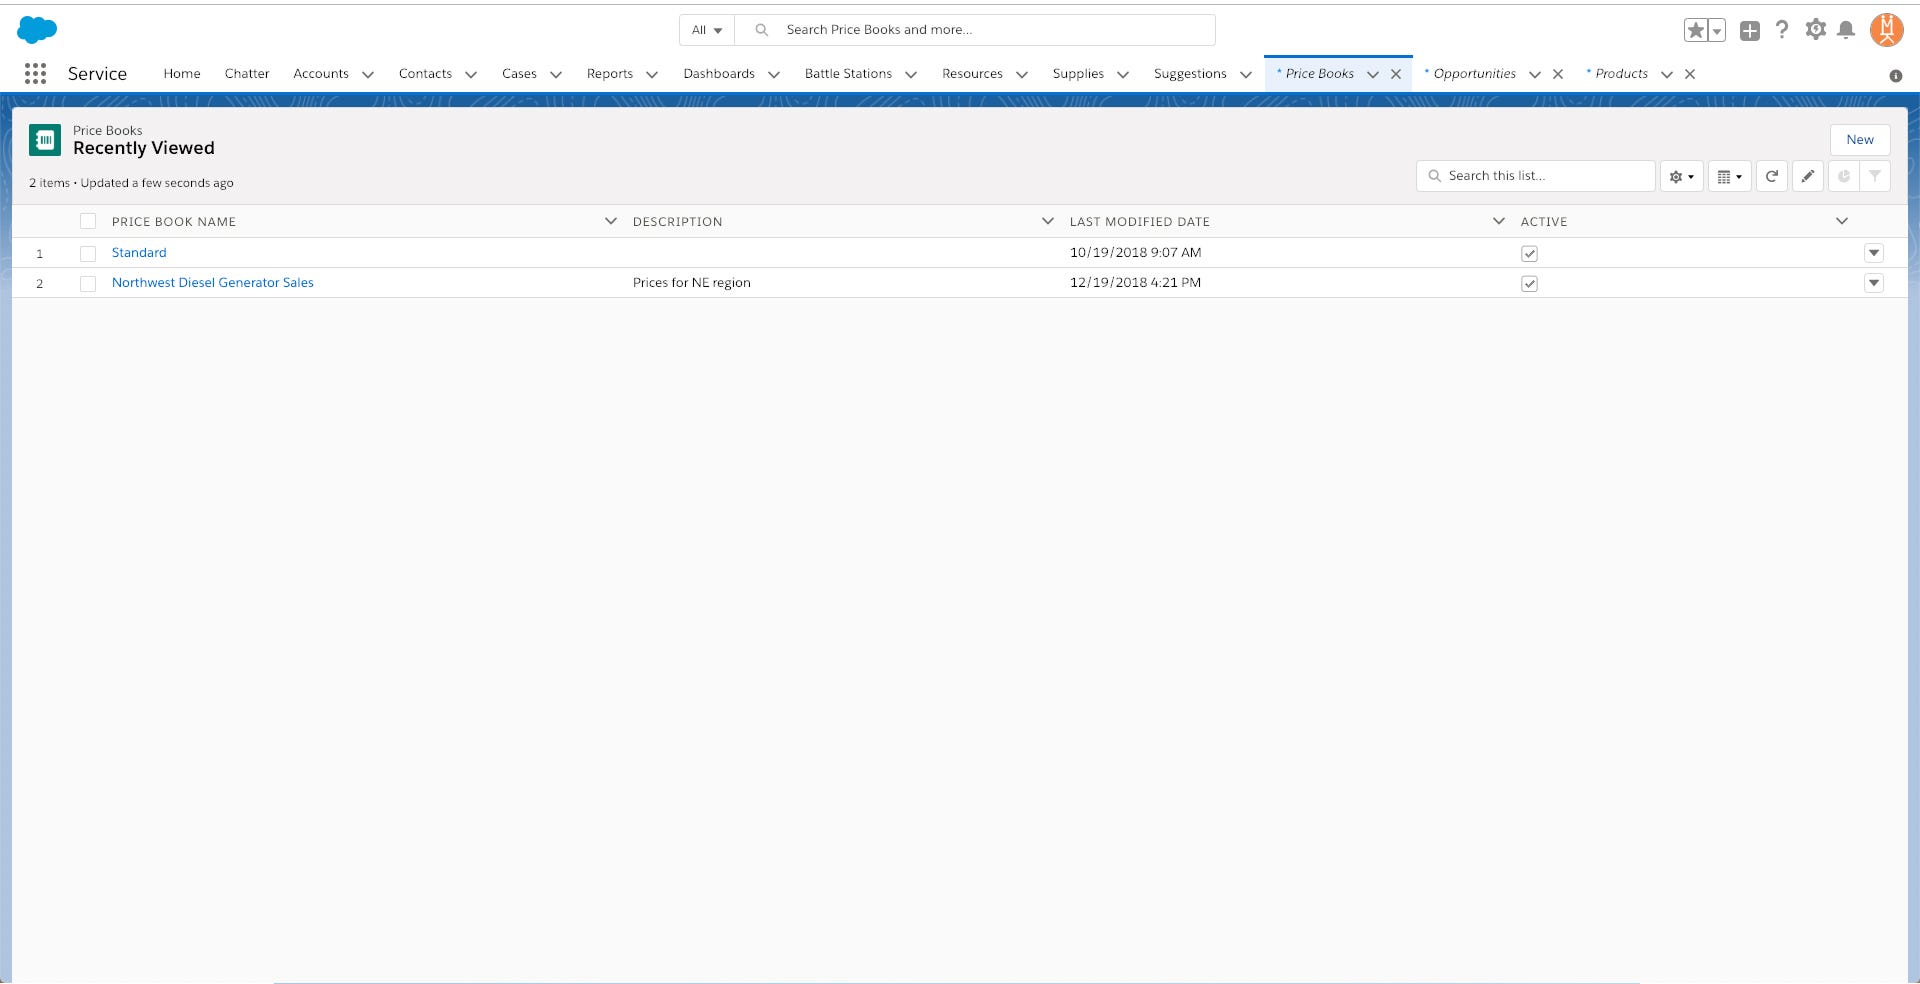 All
Search Price Books and more...
Service
Home
Chatter
Accounts
Contacts
Cases
Reports
Dashboards
Battle Stations
Resources
Supplies
Suggestions
* Price Books
* Opportunities
* Products
Price Books
Recently Viewed
New
2 items • Updated a few seconds ago
Search this list...
PRICE BOOK NAME
DESCRIPTION
LAST MODIFIED DATE
ACTIVE
1
Standard
10/19/2018 9:07 AM
2
Northwest Diesel Generator Sales
Prices for NE region
12/19/2018 4:21 PM